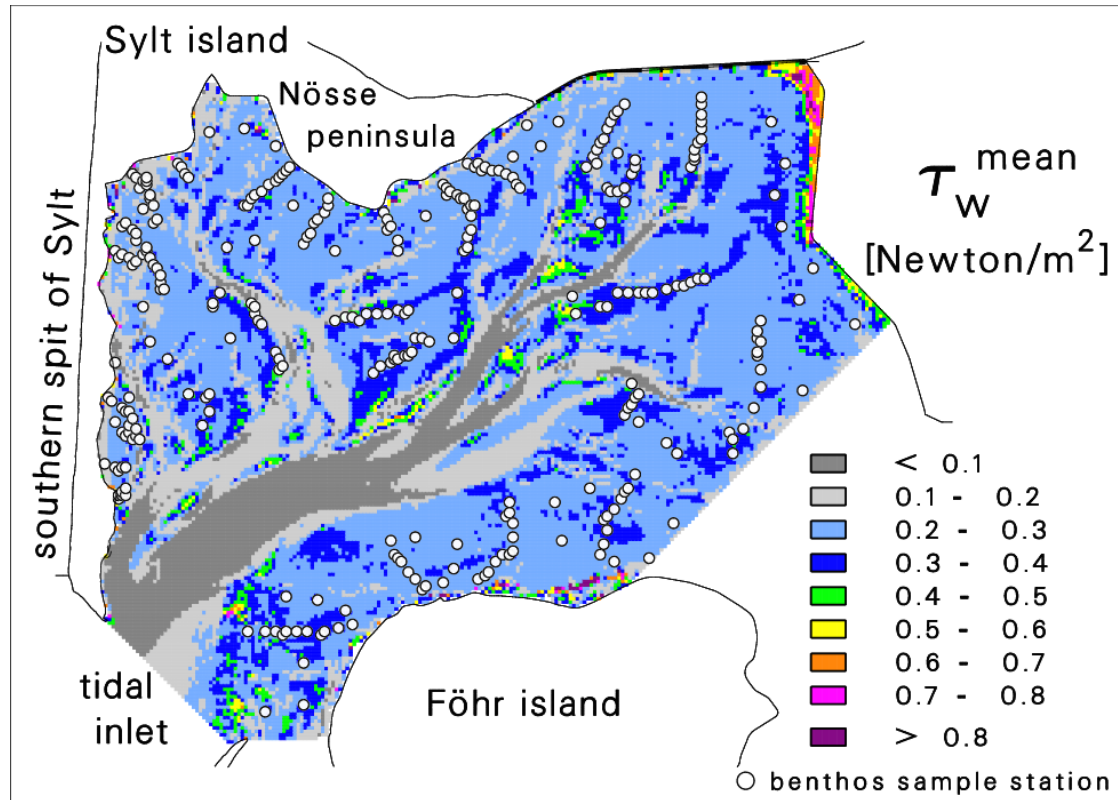 Sylt island
Nösse
peninsula
southern spit of Sylt
tidal
inlet
Föhr island
τw mean
[Newton/m²]
< 0.1
0.1 - 0.2
0.2 - 0.3
0.3 - 0.4
0.4 - 0.5
0.5 - 0.6
0.6 - 0.7
0.7 - 0.8
> 0.8
benthos sample station